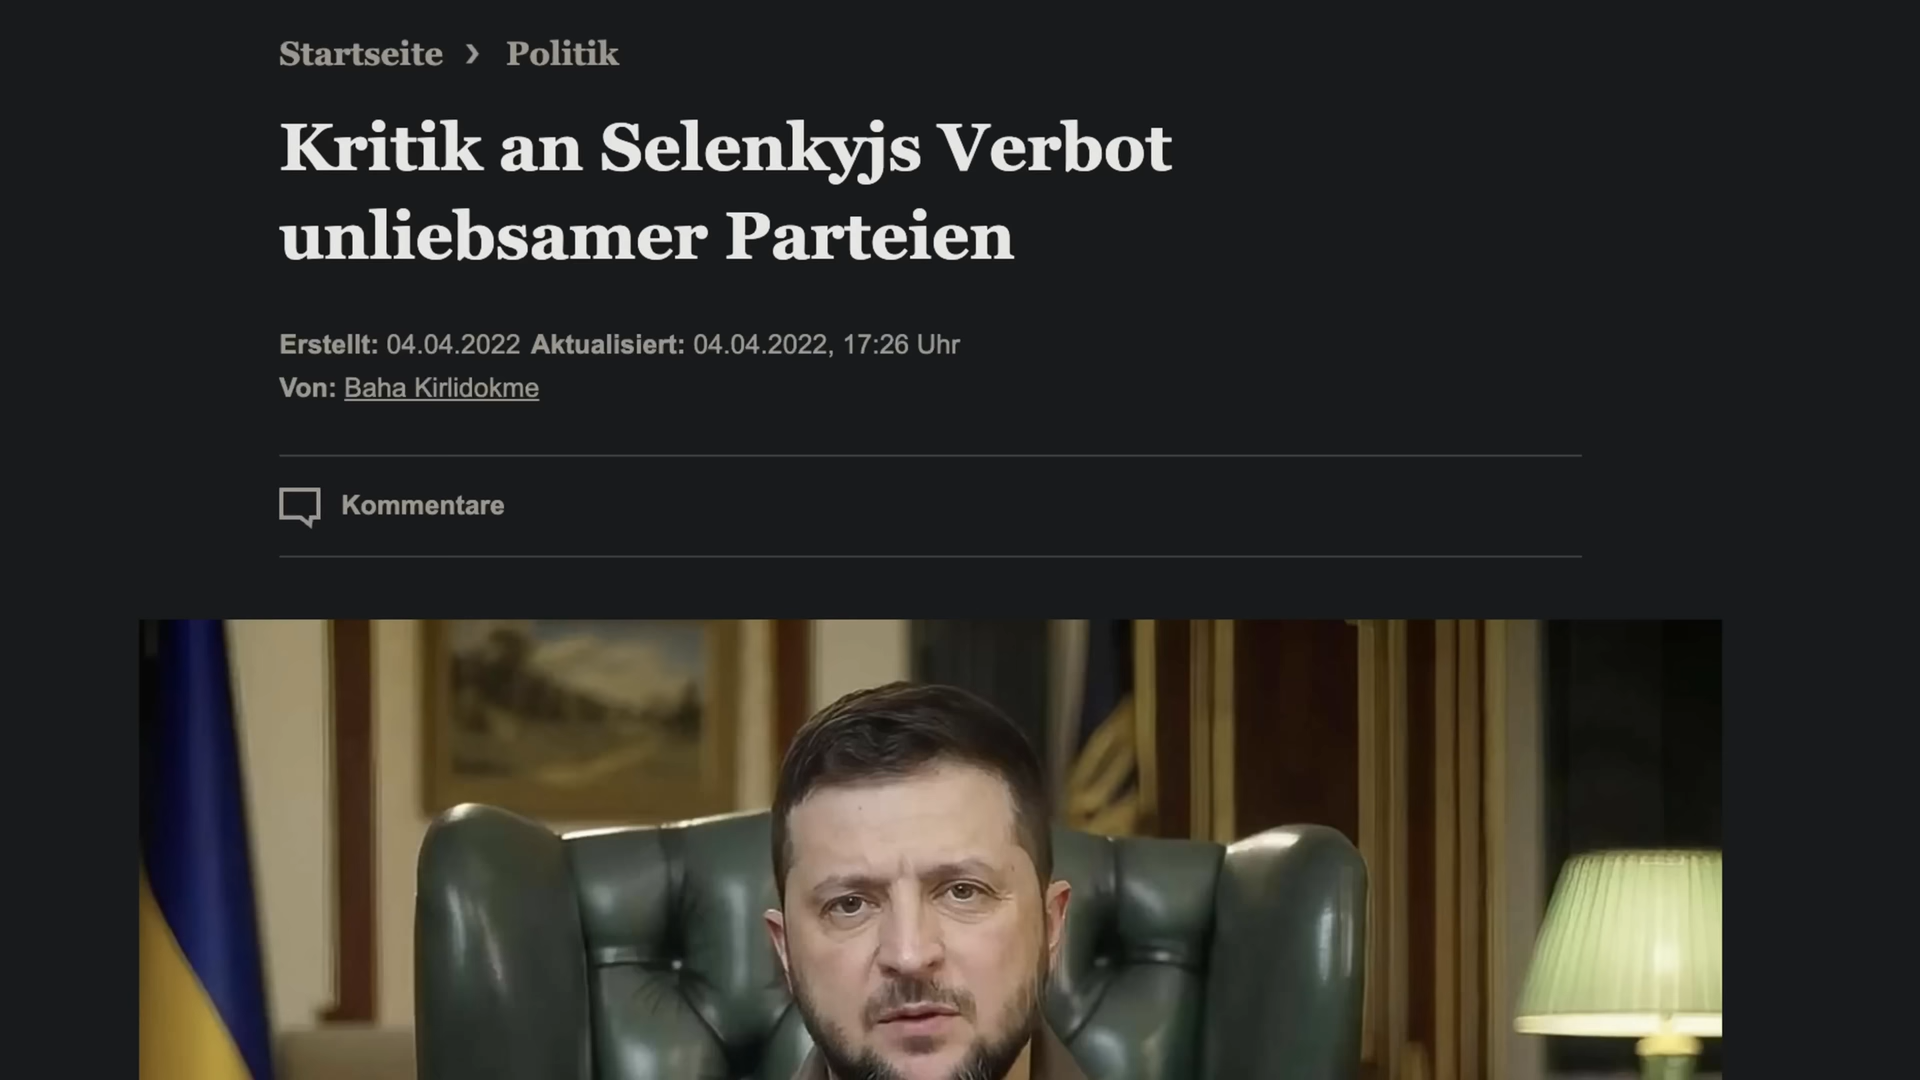 Startseite › Politik
Kritik an Selenkyjs Verbot
unliebsamer Parteien
Erstellt: 04.04.2022 Aktualisiert: 04.04.2022, 17:26 Uhr
Von: Baha Kirlidokme
Kommentare